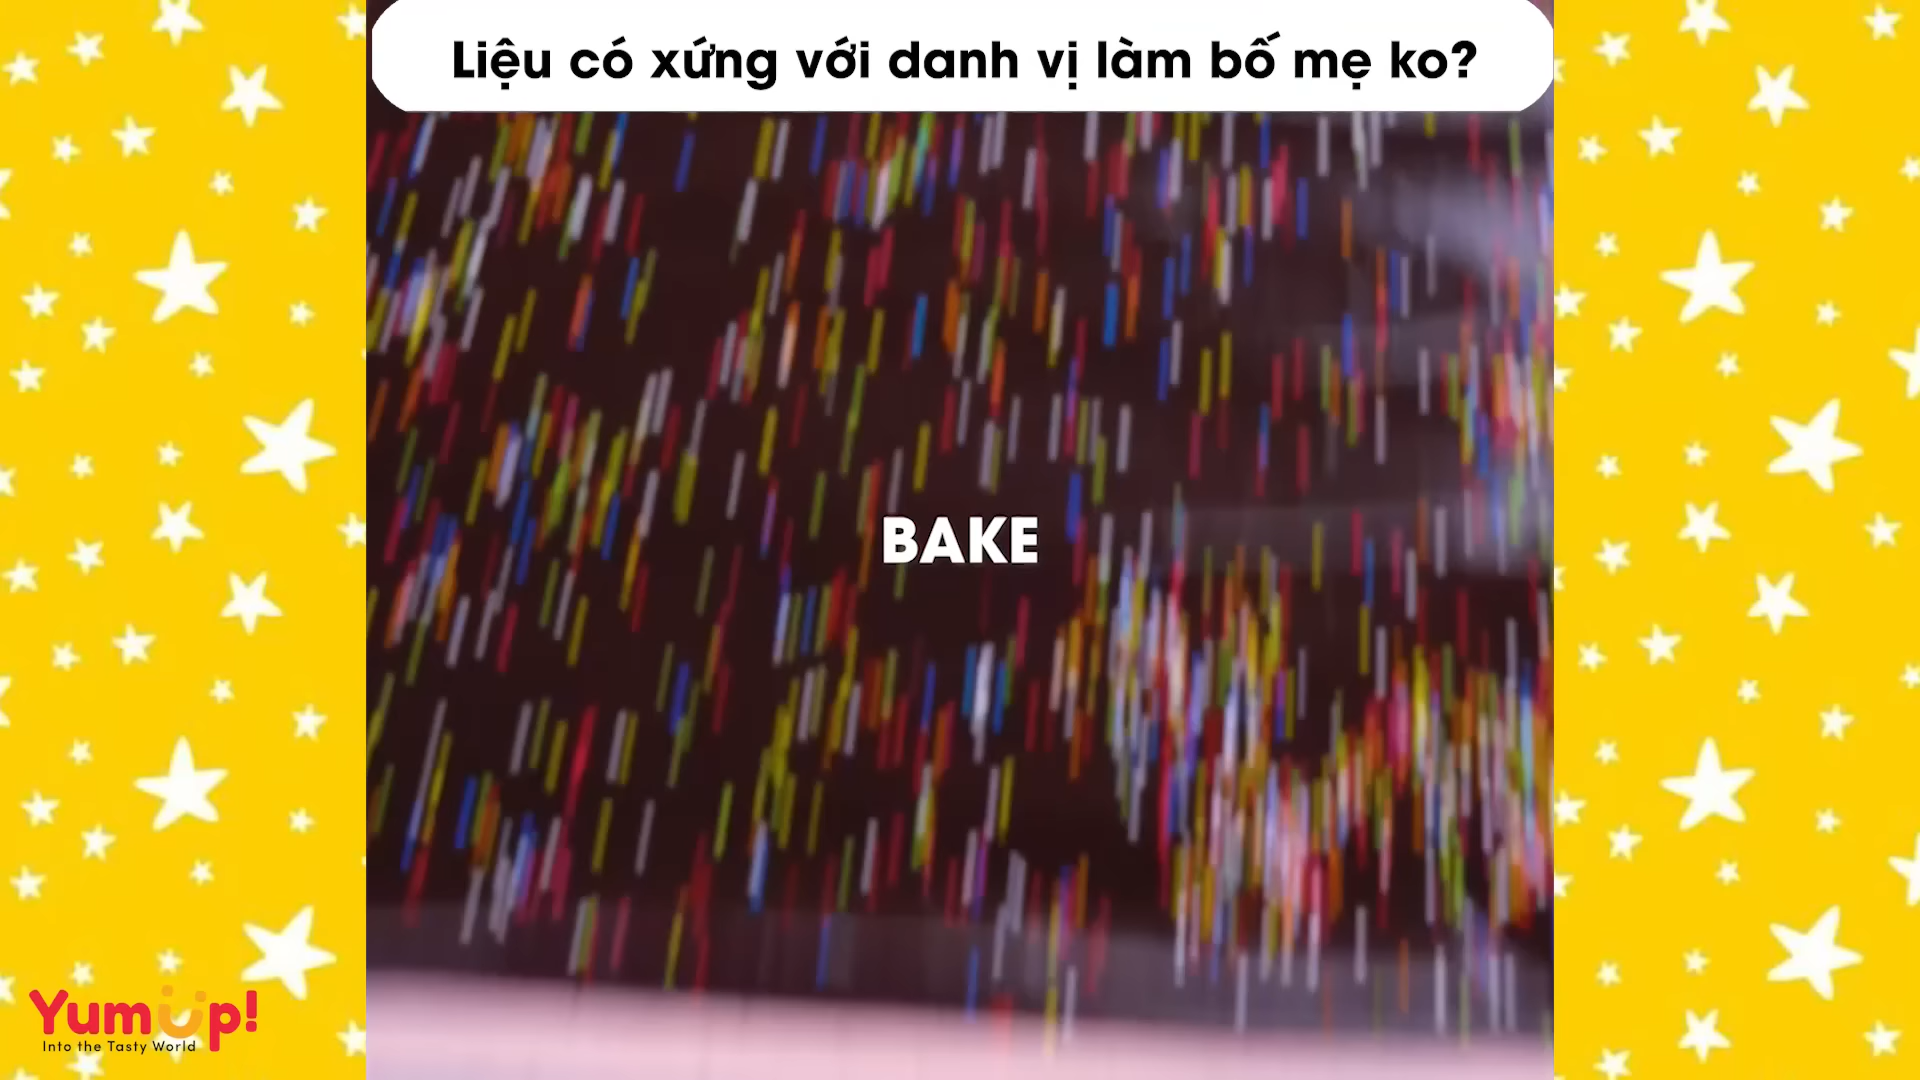 Liệu có xứng với danh vị làm bố mẹ ko?
BAKE
YumUp!
Into the Tasty World